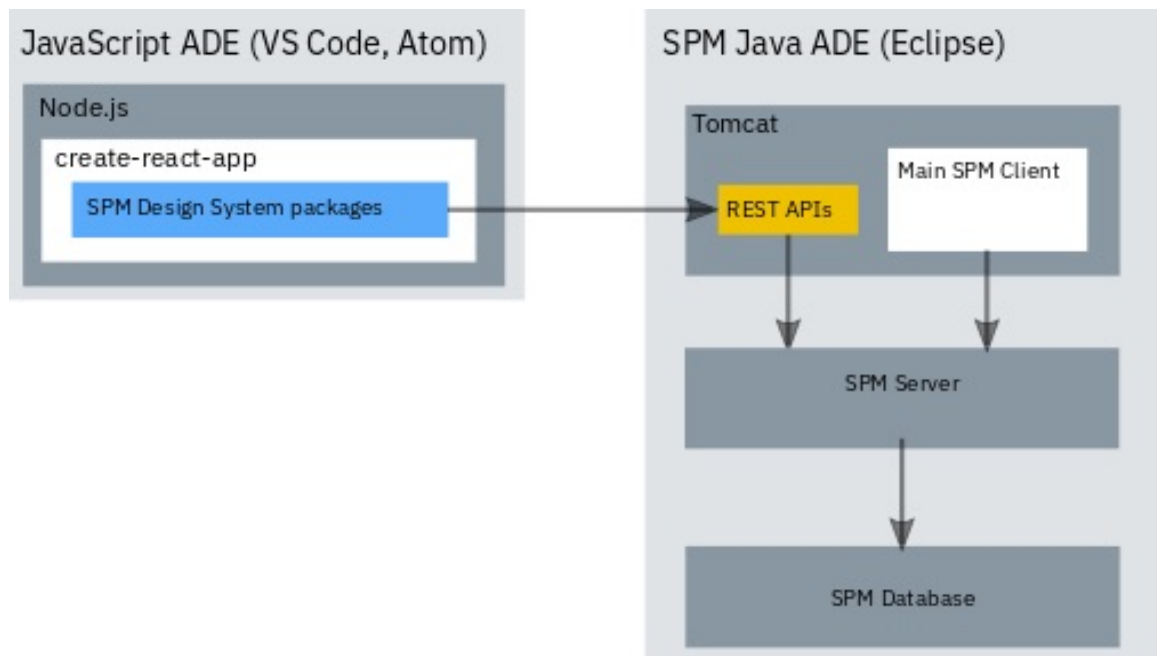 JavaScript ADE (VS Code, Atom)
Node.js
create-react-app
SPM Design System packages
SPM Java ADE (Eclipse)
Tomcat
Main SPM Client
REST APIs
SPM Server
SPM Database